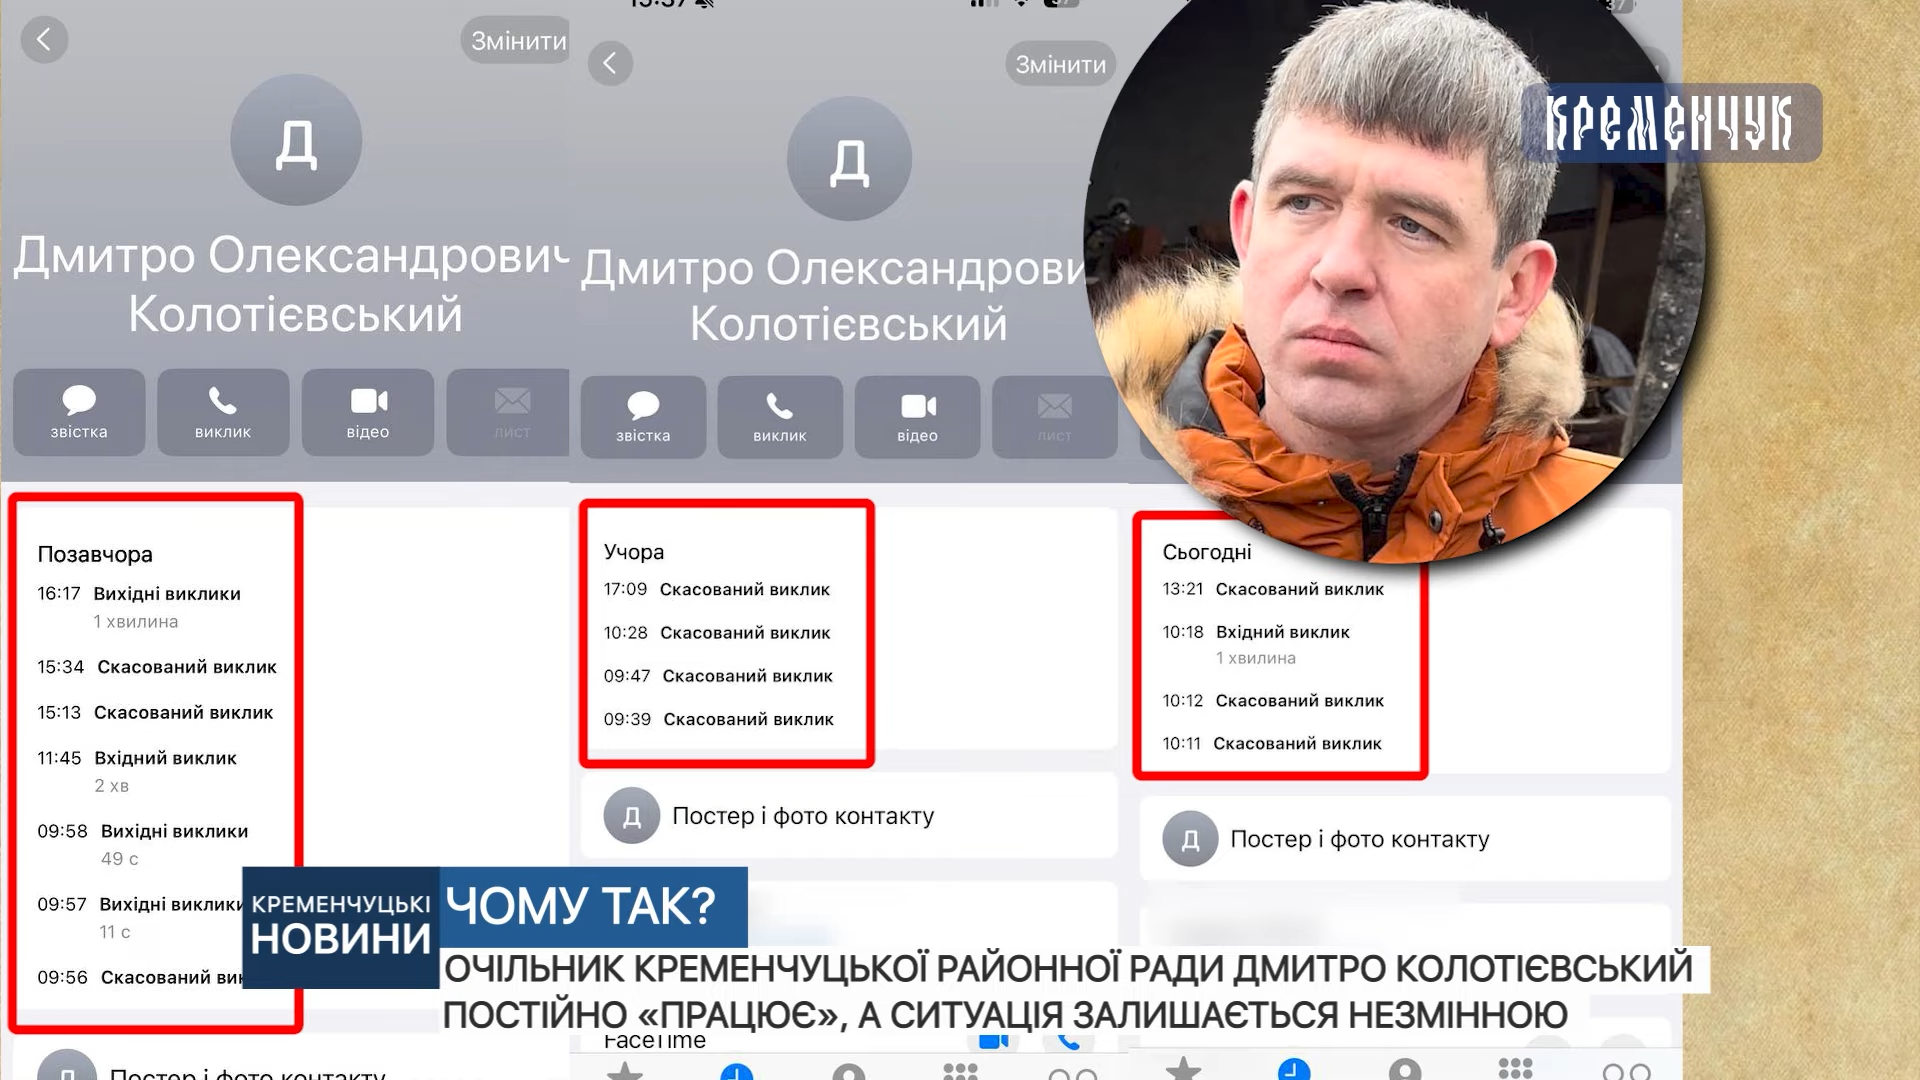 Змінити
Д
Дмитро Олександрович
Колотієвський
звістка
виклик
відео
лист
Позавчора
16:17 Вихідні виклики
1 хвилина
15:34 Скасований виклик
15:13 Скасований виклик
11:45 Вхідний виклик
2 хв
09:58 Вихідні виклики
49 с
09:57 Вихідні виклики
11 с
09:56 Скасований
Постер і фото контакту
15:37
Змінити
Д
Дмитро Олександрови
Колотієвський
звістка
виклик
відео
лист
Учора
17:09 Скасований виклик
10:28 Скасований виклик
09:47 Скасований виклик
09:39 Скасований виклик
Д
Постер і фото контакту
FaceTime
37
Сьогодні
13:21 Скасований виклик
10:18 Вхідний виклик
1 хвилина
10:12 Скасований виклик
10:11 Скасований виклик
Д
Постер і фото контакту
КРЕМЕНЧУК
КРЕМЕНЧУЦЬКІ
НОВИНИ
ЧОМУ ТАК?
ОЧІЛЬНИК КРЕМЕНЧУЦЬКОЇ РАЙОННОЇ РАДИ ДМИТРО КОЛОТІЄВСЬКИЙ
ПОСТІЙНО «ПРАЦЮЄ», А СИТУАЦІЯ ЗАЛИШАЄТЬСЯ НЕЗМІННОЮ